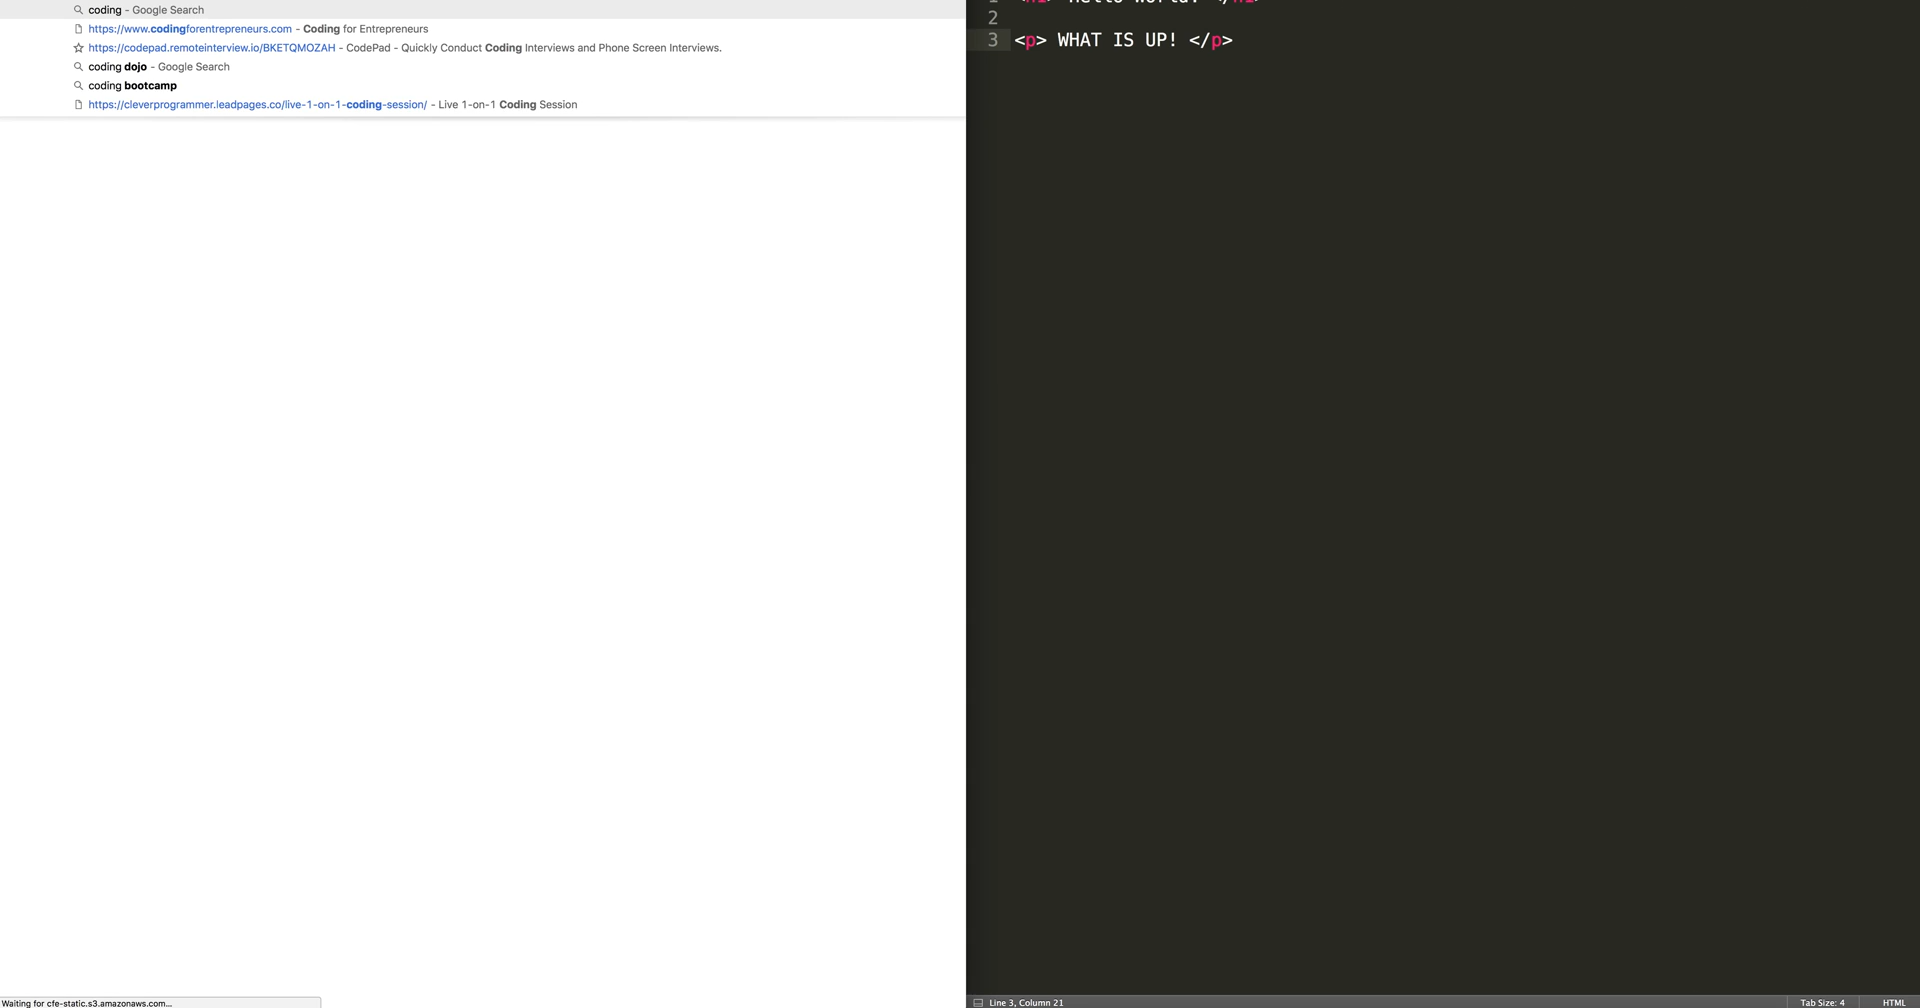 coding - Google Search
https://www.codingforentrepreneurs.com - Coding for Entrepreneurs
https://codepad.remoteinterview.io/BKETQMOZAH - CodePad - Quickly Conduct Coding Interviews and Phone Screen Interviews.
coding dojo - Google Search
coding bootcamp
https://cleverprogrammer.leadpages.co/live-1-on-1-coding-session/ - Live 1-on-1 Coding Session
Waiting for cfe-static.s3.amazonaws.com...
2
3 <p> WHAT IS UP! </p>
Line 3, Column 21
Tab Size: 4
HTML